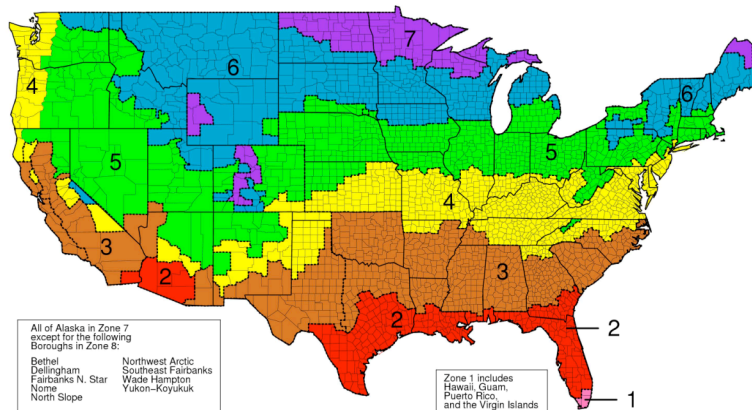 7
6
4
6
5
5
4
3
3
2
2
2
1
All of Alaska in Zone 7
except for the following
Boroughs in Zone 8:
Bethel Northwest Arctic
Dellingham Southeast Fairbanks
Fairbanks N. Star Wade Hampton
Nome Yukon-Koyukuk
North Slope
Zone 1 includes
Hawaii, Guam,
Puerto Rico,
and the Virgin Islands